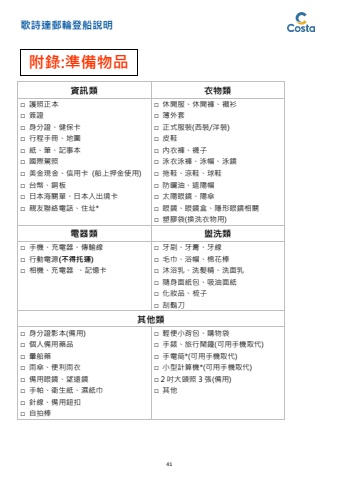 歌詩達郵輪登船說明
Costa
附錄:準備物品
資訊類
□ 護照正本
□ 簽證
□ 身分證、健保卡
□ 行程手冊、地圖
□ 紙、筆、記事本
□ 國際駕照
□ 美金現金、信用卡 (船上押金使用)
□ 台幣、銅板
□ 日本海關單、日本人出境卡
□ 親友聯絡電話、住址*
衣物類
□ 休閒服、休閒褲、襯衫
□ 薄外套
□ 正式服裝(西裝/洋裝)
□ 皮鞋
□ 內衣褲、襪子
□ 泳衣泳褲、泳帽、泳鏡
□ 拖鞋、涼鞋、球鞋
□ 防曬油、遮陽帽
□ 太陽眼鏡、陽傘
□ 眼鏡、眼鏡盒、隱形眼鏡相關
□ 塑膠袋(換洗衣物用)
電器類
□ 手機、充電器、傳輸線
□ 行動電源(不得托運)
□ 相機、充電器 、記憶卡
盥洗類
□ 牙刷、牙膏、牙線
□ 毛巾、浴帽、棉花棒
□ 沐浴乳、洗髮精、洗面乳
□ 隨身面紙包、吸油面紙
□ 化妝品、梳子
□ 刮鬍刀
其他類
□ 身分證影本(備用)
□ 個人備用藥品
□ 暈船藥
□ 雨傘、便利雨衣
□ 備用眼鏡、望遠鏡
□ 手帕、衛生紙、濕紙巾
□ 針線、備用鈕扣
□ 自拍棒
□ 輕便小背包、購物袋
□ 手錶、旅行鬧鐘(可用手機取代)
□ 手電筒*(可用手機取代)
□ 小型計算機*(可用手機取代)
□ 2 吋大頭照 3 張(備用)
□ 其他
41